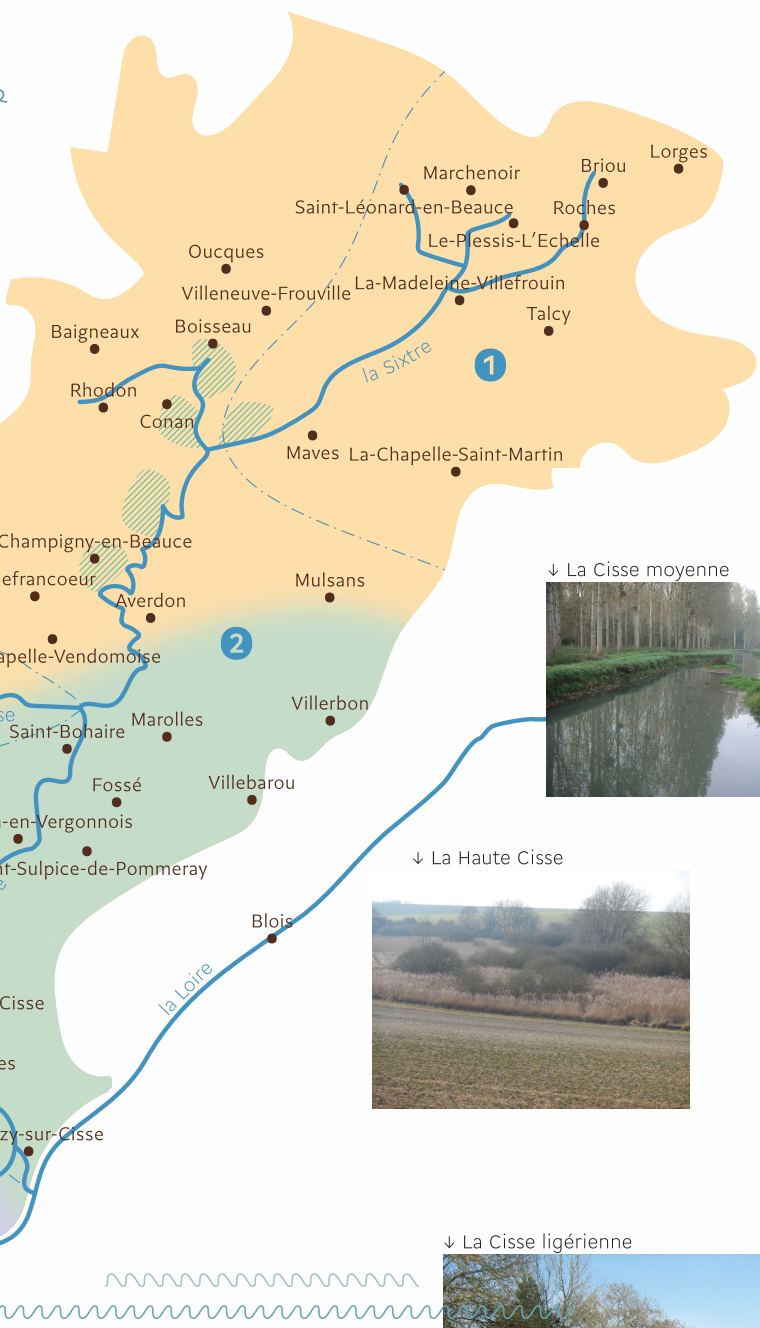 Lorges
Briou
Marchenoir
Saint-Léonard-en-Beauce
Roches
Le-Plessis-L'Echelle
Oucques
La-Madeleine-Villefrouin
Villeneuve-Frouville
Talcy
Boisseau
Baigneaux
la Sixtre
1
Rhodon
Conan
Maves
La-Chapelle-Saint-Martin
Champigny-en-Beauce
↓ La Cisse moyenne
efrancoeur
Mulsans
Averdon
2
apelle-Vendomoise
Villerbon
se
Marolles
Saint-Bohaire
Fossé
Villebarou
-en-Vergonnois
↓ La Haute Cisse
nt-Sulpice-de-Pommeray
Blois
la Loire
Cisse
es
zy-sur-Cisse
↓ La Cisse ligérienne